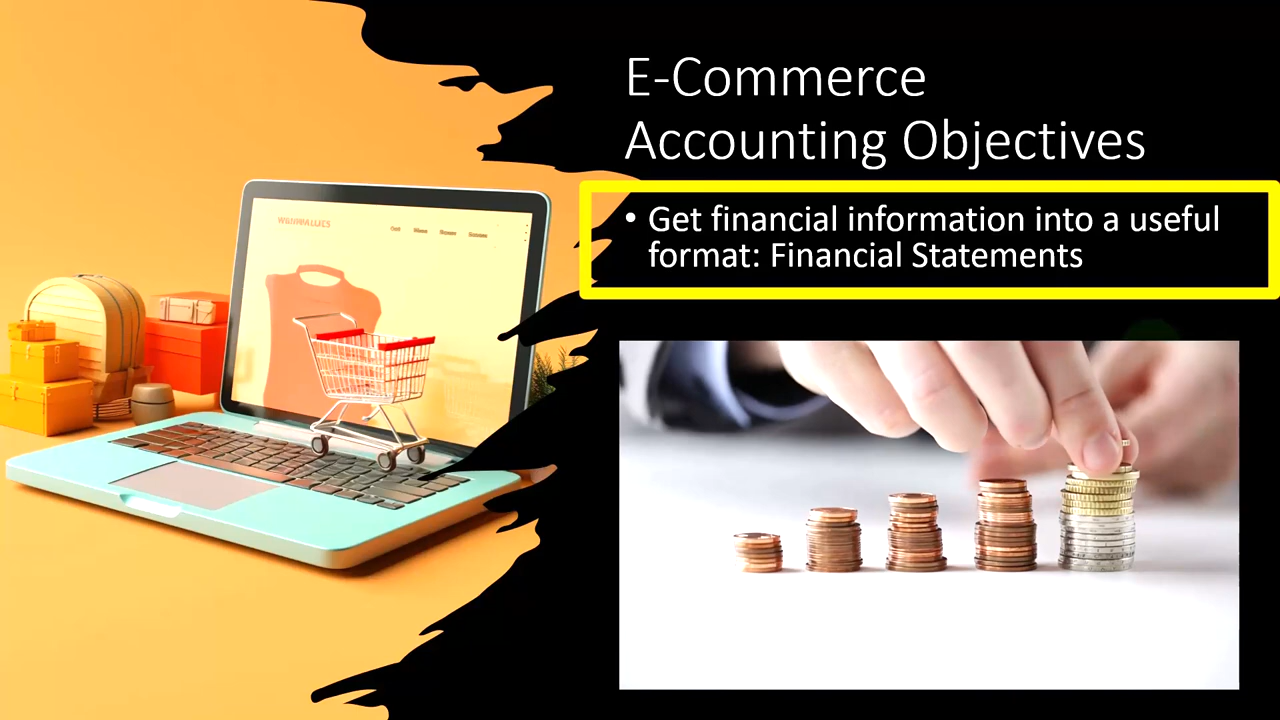 E-Commerce
Accounting Objectives
• Get financial information into a useful
format: Financial Statements